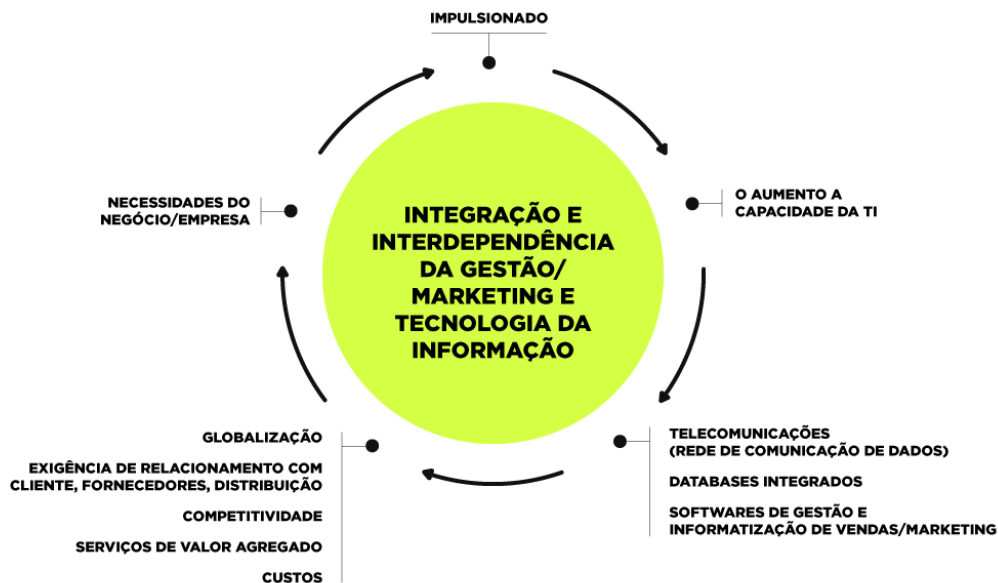 IMPULSIONADO
O AUMENTO A
CAPACIDADE DA TI
NECESSIDADES DO
NEGÓCIO/EMPRESA
INTEGRAÇÃO E
INTERDEPENDÊNCIA
DA GESTÃO/
MARKETING E
TECNOLOGIA DA
INFORMAÇÃO
TELECOMUNICAÇÕES
(REDE DE COMUNICAÇÃO DE DADOS)
DATABASES INTEGRADOS
SOFTWARES DE GESTÃO E
INFORMATIZAÇÃO DE VENDAS/MARKETING
GLOBALIZAÇÃO
EXIGÊNCIA DE RELACIONAMENTO COM
CLIENTE, FORNECEDORES, DISTRIBUIÇÃO
COMPETITIVIDADE
SERVIÇOS DE VALOR AGREGADO
CUSTOS